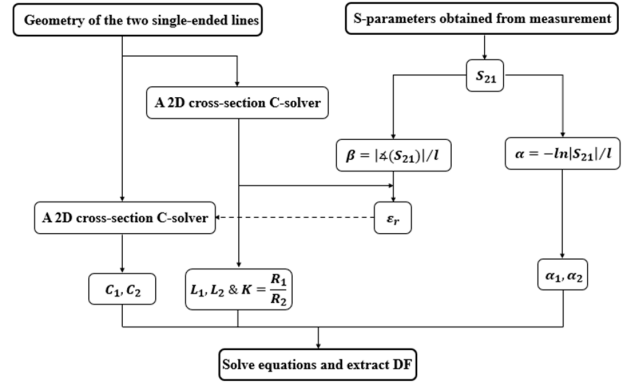 Geometry of the two single-ended lines
S-parameters obtained from measurement
S₂₁
A 2D cross-section C-solver
β = |∡(S₂₁)|/l
α = −ln|S₂₁|/l
A 2D cross-section C-solver
εᵣ
C₁, C₂
L₁, L₂ & K = R₁/R₂
α₁, α₂
Solve equations and extract DF